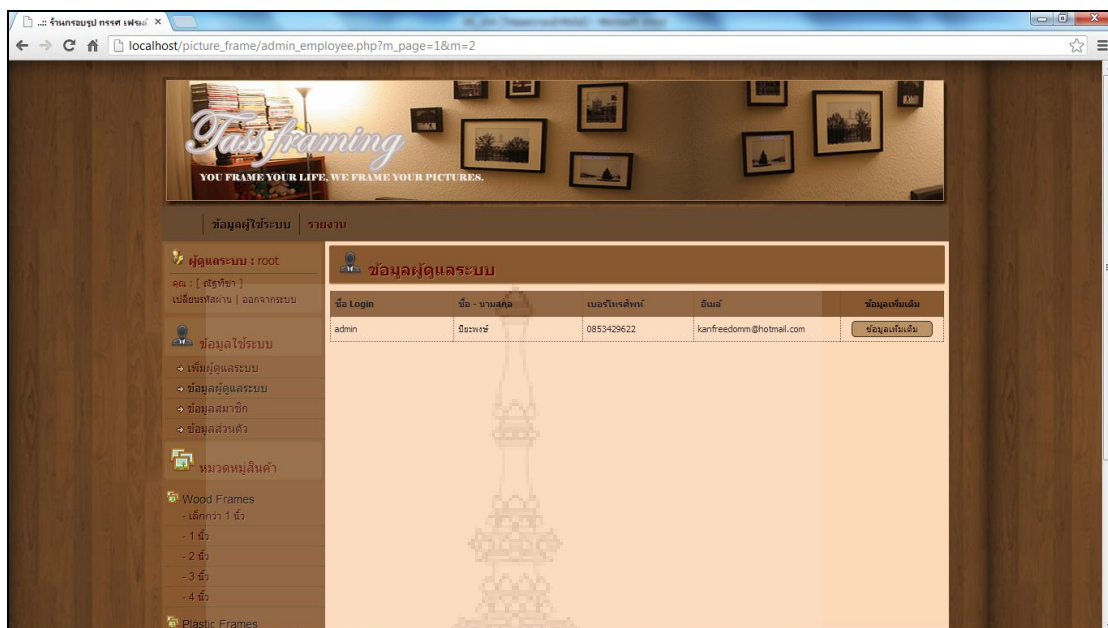 ..:: ร้านกรอบรูป ทรรศ เฟรมมิ่
localhost/picture_frame/admin_employee.php?m_page=1&m=2
Tass framing
YOU FRAME YOUR LIFE, WE FRAME YOUR PICTURES.
ข้อมูลผู้ใช้ระบบ
รายงาน
ผู้ดูแลระบบ : root
คุณ : [ ณัฐทิชา ]
เปลี่ยนรหัสผ่าน | ออกจากระบบ
ข้อมูลใช้ระบบ
เพิ่มผู้ดูแลระบบ
ข้อมูลผู้ดูแลระบบ
ข้อมูลสมาชิก
ข้อมูลส่วนตัว
หมวดหมู่สินค้า
Wood Frames
- เล็กกว่า 1 นิ้ว
- 1 นิ้ว
- 2 นิ้ว
- 3 นิ้ว
- 4 นิ้ว
Plastic Frames
ข้อมูลผู้ดูแลระบบ
ชื่อ Login ชื่อ - นามสกุล เบอร์โทรศัพท์ อีเมล์ ข้อมูลเพิ่มเติม
admin ปิยะพงษ์ 0853429622 kanfreedomm@hotmail.com ข้อมูลเพิ่มเติม